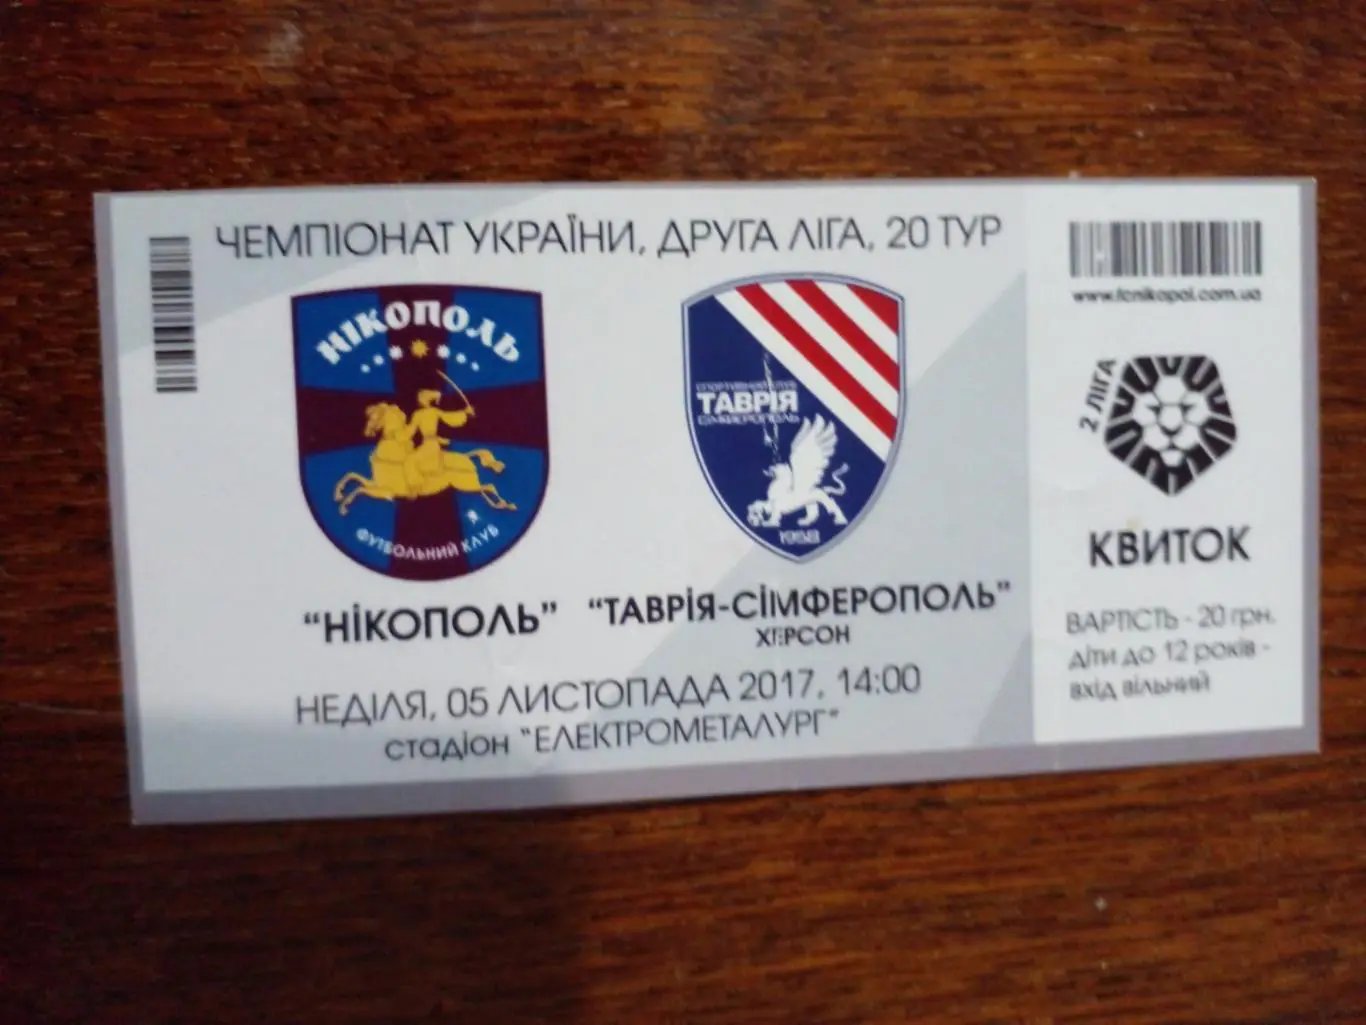 ЧЕМПІОНАТ УКРАЇНИ, ДРУГА ЛІГА, 20 ТУР
НІКОПОЛЬ
ФУТБОЛЬНИЙ КЛУБ
СПОРТИВНИЙ КЛУБ
ТАВРІЯ
СІМФЕРОПОЛЬ
1958
"НІКОПОЛЬ"
"ТАВРІЯ-СІМФЕРОПОЛЬ"
ХЕРСОН
НЕДІЛЯ, 05 ЛИСТОПАДА 2017, 14:00
стадіон "ЕЛЕКТРОМЕТАЛУРГ"
www.fcnikopol.com.ua
2 ЛІГА
КВИТОК
ВАРТІСТЬ - 20 грн.
діти до 12 років -
вхід вільний